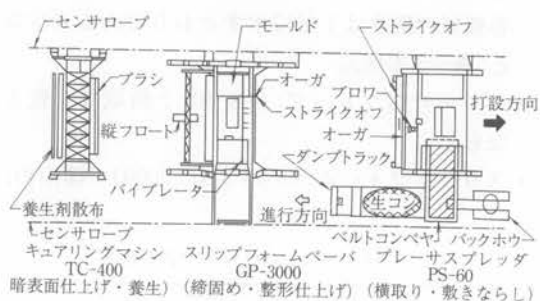 センサロープ
モールド
ストライクオフ
ブラシ
オーガ
ブロワ
ストライクオフ
打設方向
縦フロート
オーガ
ダンプトラック
バイブレータ
生コン
養生剤散布
進行方向
センサロープ
ベルトコンベヤ
バックホウ
キュアリングマシン
スリップフォームペーバ
プレーサスプレッダ
TC-400
GP-3000
PS-60
暗表面仕上げ・養生)
(締固め・整形仕上げ)
(横取り・敷きならし)